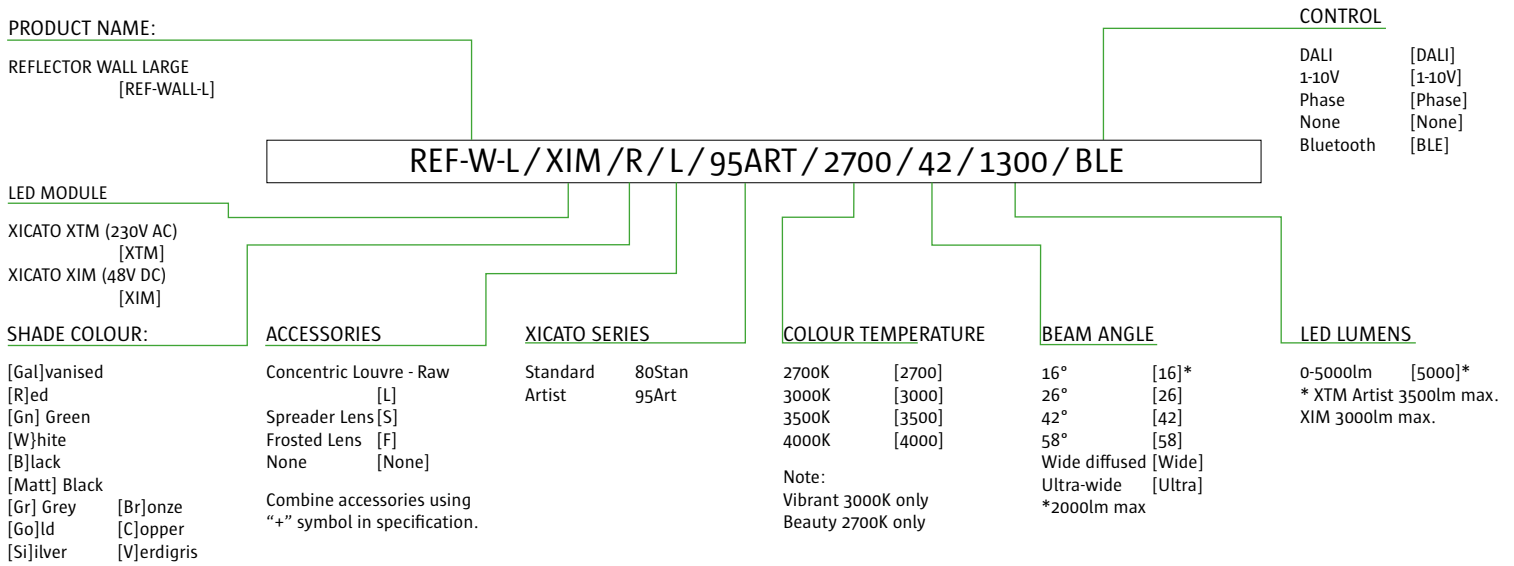 PRODUCT NAME:
REFLECTOR WALL LARGE
[REF-WALL-L]
CONTROL
DALI [DALI]
1-10V [1-10V]
Phase [Phase]
None [None]
Bluetooth [BLE]
REF-W-L / XIM / R / L / 95ART / 2700 / 42 / 1300 / BLE
LED MODULE
XICATO XTM (230V AC)
[XTM]
XICATO XIM (48V DC)
[XIM]
SHADE COLOUR:
[Gal]vanised
[R]ed
[Gn] Green
[W}hite
[B]lack
[Matt] Black
[Gr] Grey [Br]onze
[Go]ld [C]opper
[Si]ilver [V]erdigris
ACCESSORIES
Concentric Louvre - Raw
[L]
Spreader Lens [S]
Frosted Lens [F]
None [None]
Combine accessories using
“+” symbol in specification.
XICATO SERIES
Standard 80Stan
Artist 95Art
COLOUR TEMPERATURE
2700K [2700]
3000K [3000]
3500K [3500]
4000K [4000]
Note:
Vibrant 3000K only
Beauty 2700K only
BEAM ANGLE
16° [16]*
26° [26]
42° [42]
58° [58]
Wide diffused [Wide]
Ultra-wide [Ultra]
*2000lm max
LED LUMENS
0-5000lm [5000]*
* XTM Artist 3500lm max.
XIM 3000lm max.